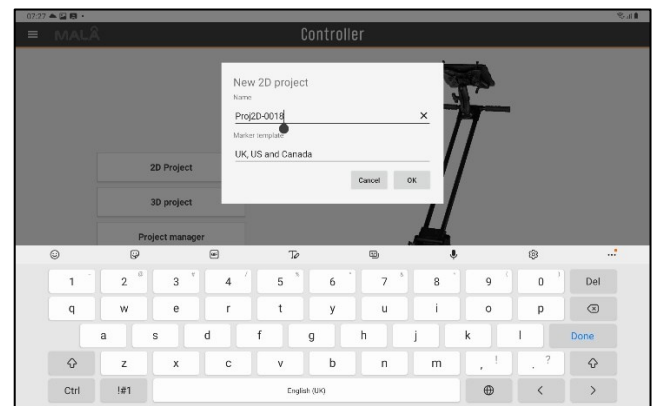 07:27
MALÅ
Controller
New 2D project
Name
Proj2D-0018
Marker template
UK, US and Canada
Cancel OK
2D Project
3D project
Project manager
1 2 3 4 5 6 7 8 9 0 Del
q w e r t y u i o p
a s d f g h j k l Done
z x c v b n m , ! . ?
Ctrl !#1 English (UK) < >